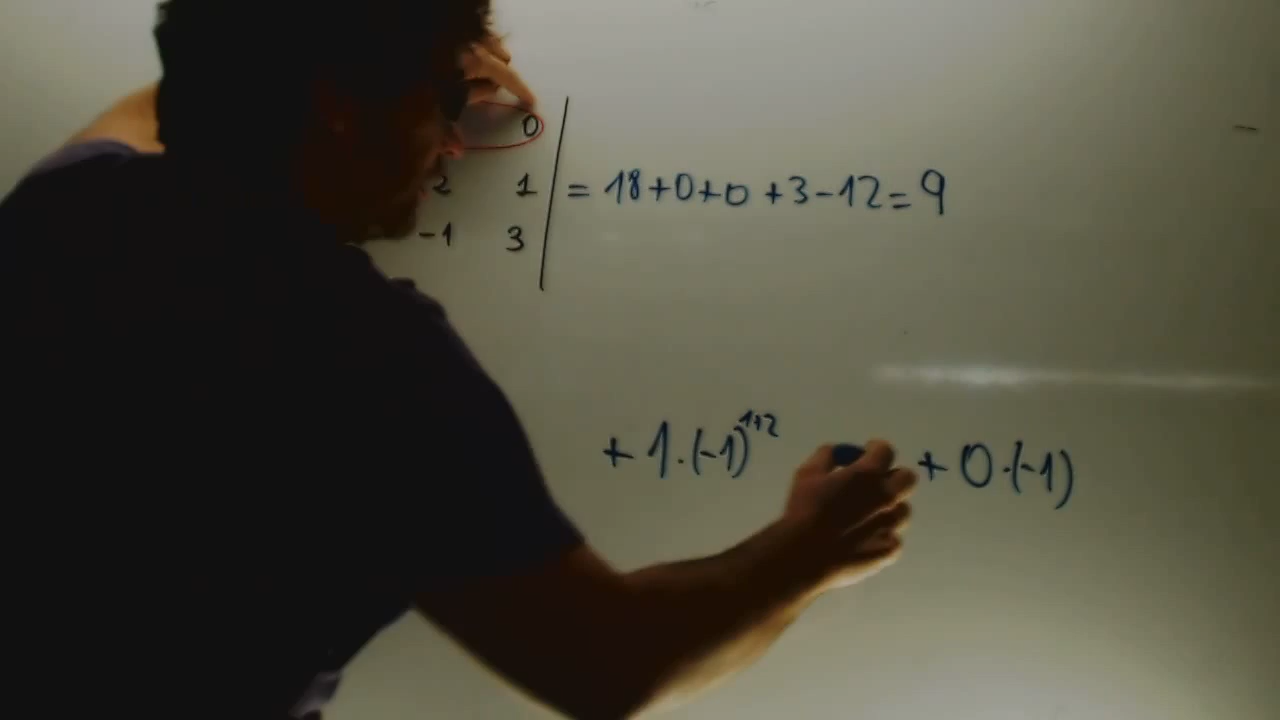 0
2 1 = 18+0+0 +3-12=9
-1 3
+ 1·(-1)¹⁺² + 0·(-1)